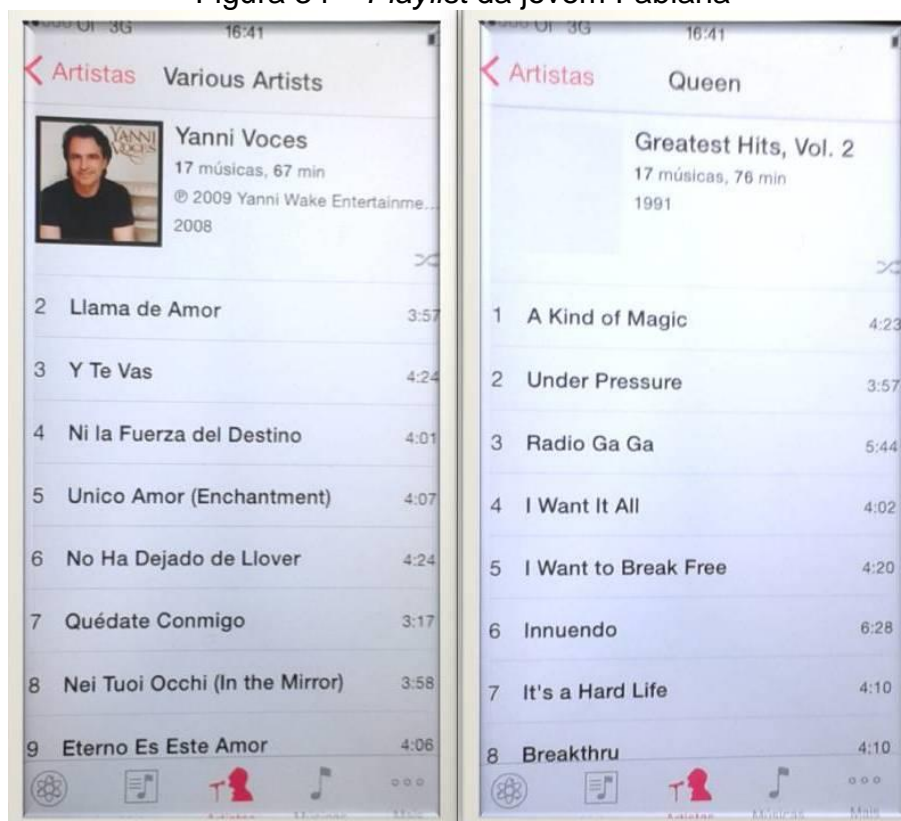 Playlist da jovem Fabiana
3G 16:41
Artistas Various Artists
YANNI
VOCES
Yanni Voces
17 músicas, 67 min
℗ 2009 Yanni Wake Entertainme...
2008
2 Llama de Amor 3:57
3 Y Te Vas 4:24
4 Ni la Fuerza del Destino 4:01
5 Unico Amor (Enchantment) 4:07
6 No Ha Dejado de Llover 4:24
7 Quédate Conmigo 3:17
8 Nei Tuoi Occhi (In the Mirror) 3:58
9 Eterno Es Este Amor 4:06
3G 16:41
Artistas Queen
Greatest Hits, Vol. 2
17 músicas, 76 min
1991
1 A Kind of Magic 4:23
2 Under Pressure 3:57
3 Radio Ga Ga 5:44
4 I Want It All 4:02
5 I Want to Break Free 4:20
6 Innuendo 6:28
7 It's a Hard Life 4:10
8 Breakthru 4:10